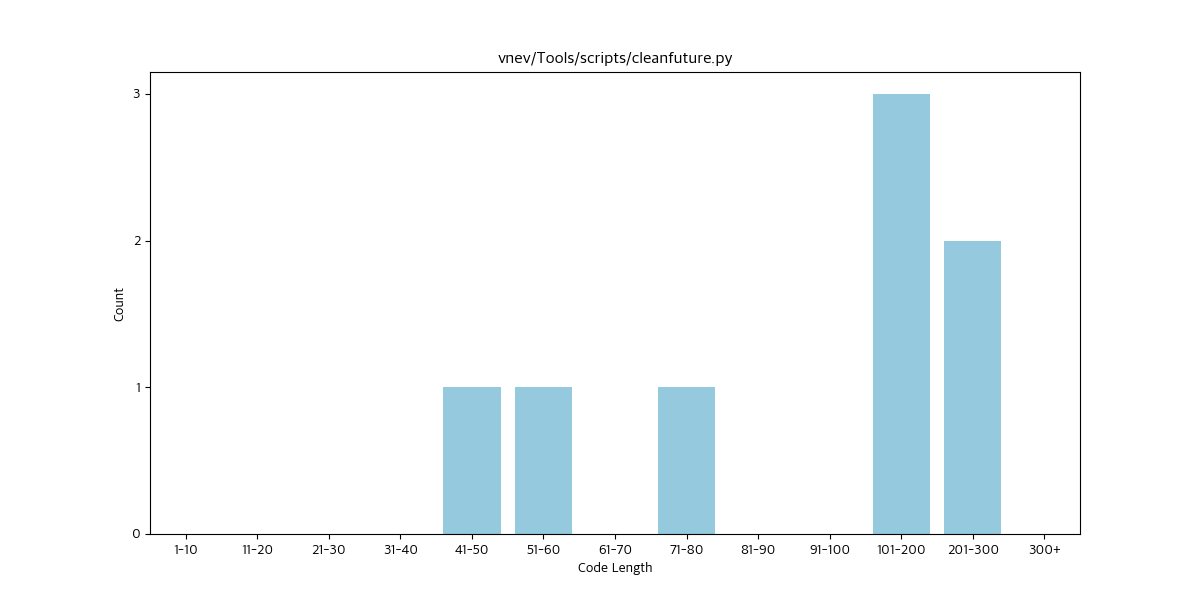 vnev/Tools/scripts/cleanfuture.py
Count
3
2
1
0
1-10 11-20 21-30 31-40 41-50 51-60 61-70 71-80 81-90 91-100 101-200 201-300 300+
Code Length